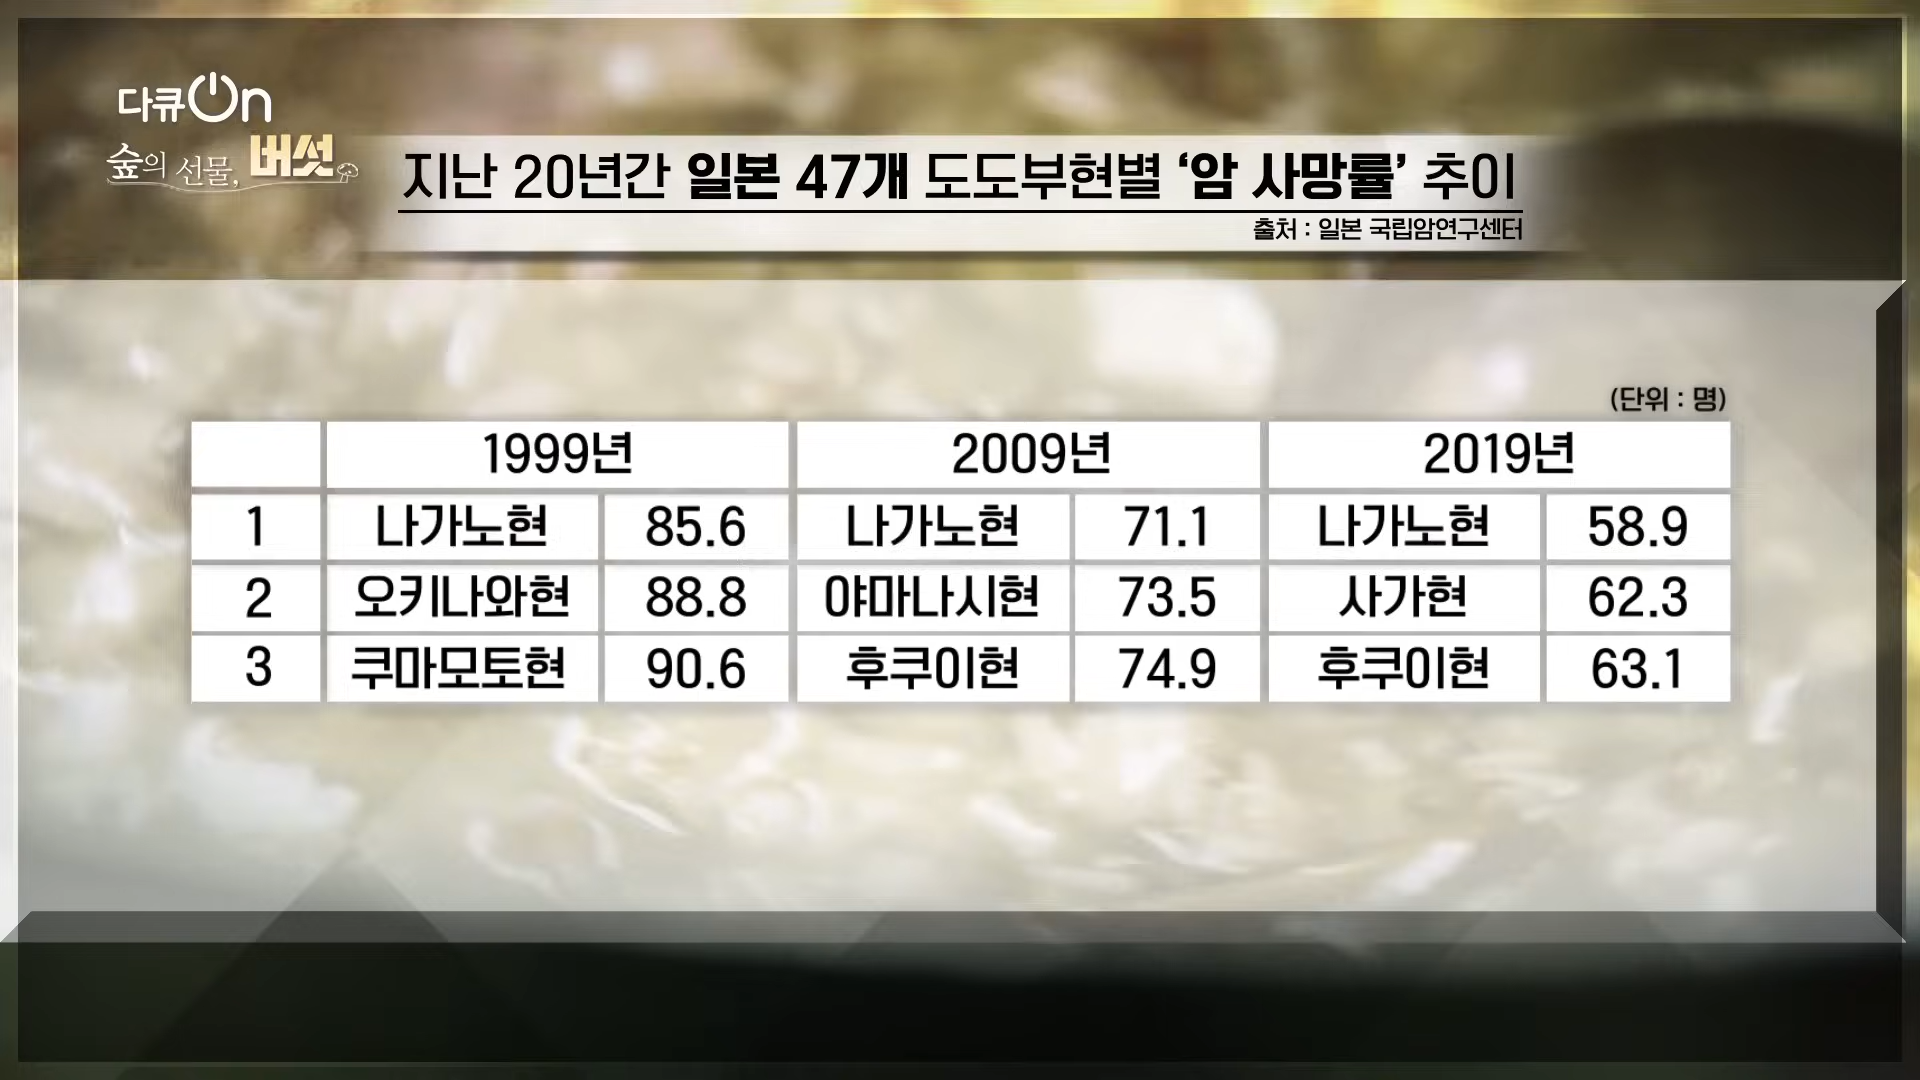 다큐On
숲의 선물, 버섯
지난 20년간 일본 47개 도도부현별 ‘암 사망률’ 추이
출처 : 일본 국립암연구센터
(단위 : 명)
1999년 2009년 2019년
1 나가노현 85.6 나가노현 71.1 나가노현 58.9
2 오키나와현 88.8 야마나시현 73.5 사가현 62.3
3 쿠마모토현 90.6 후쿠이현 74.9 후쿠이현 63.1